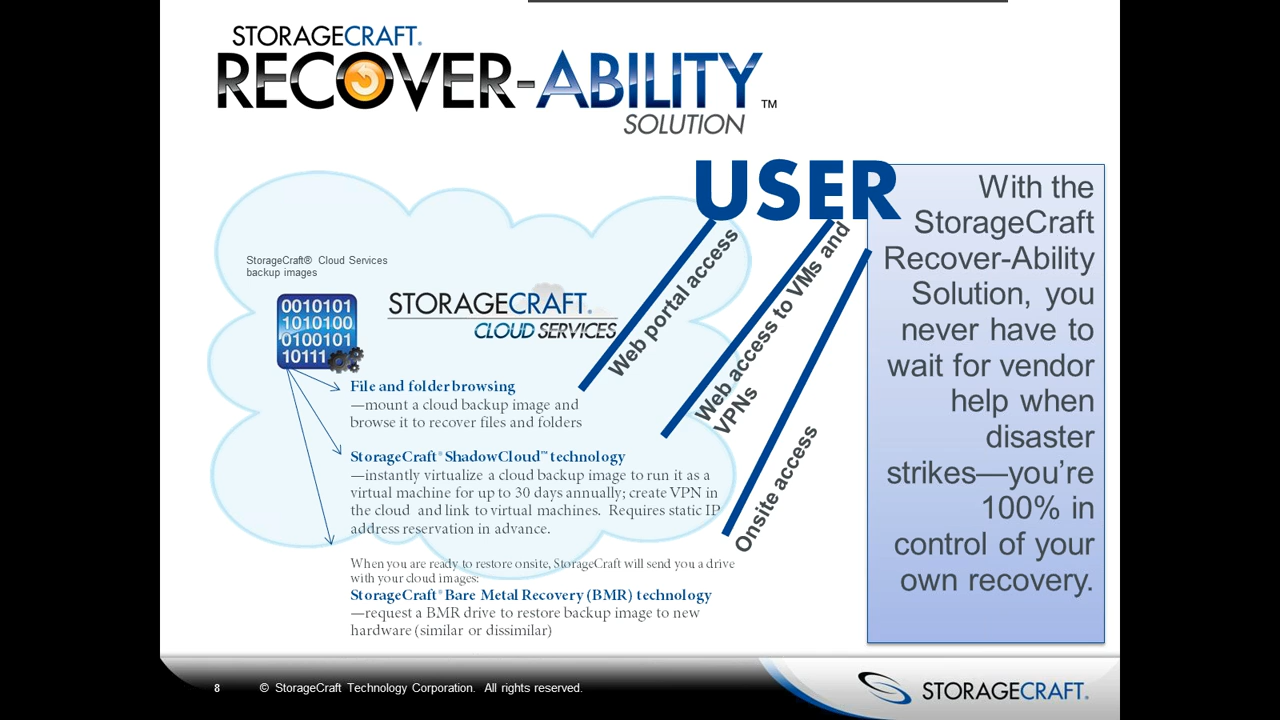 STORAGECRAFT.
RECOVER-ABILITY™
SOLUTION
USER
StorageCraft® Cloud Services
backup images
0010101
1010100
0100101
10111
STORAGECRAFT.
CLOUD SERVICES
File and folder browsing
—mount a cloud backup image and
browse it to recover files and folders
StorageCraft® ShadowCloud™ technology
—instantly virtualize a cloud backup image to run it as a
virtual machine for up to 30 days annually; create VPN in
the cloud and link to virtual machines. Requires static IP
address reservation in advance.
When you are ready to restore onsite, StorageCraft will send you a drive
with your cloud images:
StorageCraft® Bare Metal Recovery (BMR) technology
—request a BMR drive to restore backup image to new
hardware (similar or dissimilar)
Web portal access
Web access to VMs and
VPNs
Onsite access
With the
StorageCraft
Recover-Ability
Solution, you
never have to
wait for vendor
help when
disaster
strikes—you’re
100% in
control of your
own recovery.
8
© StorageCraft Technology Corporation. All rights reserved.
STORAGECRAFT.